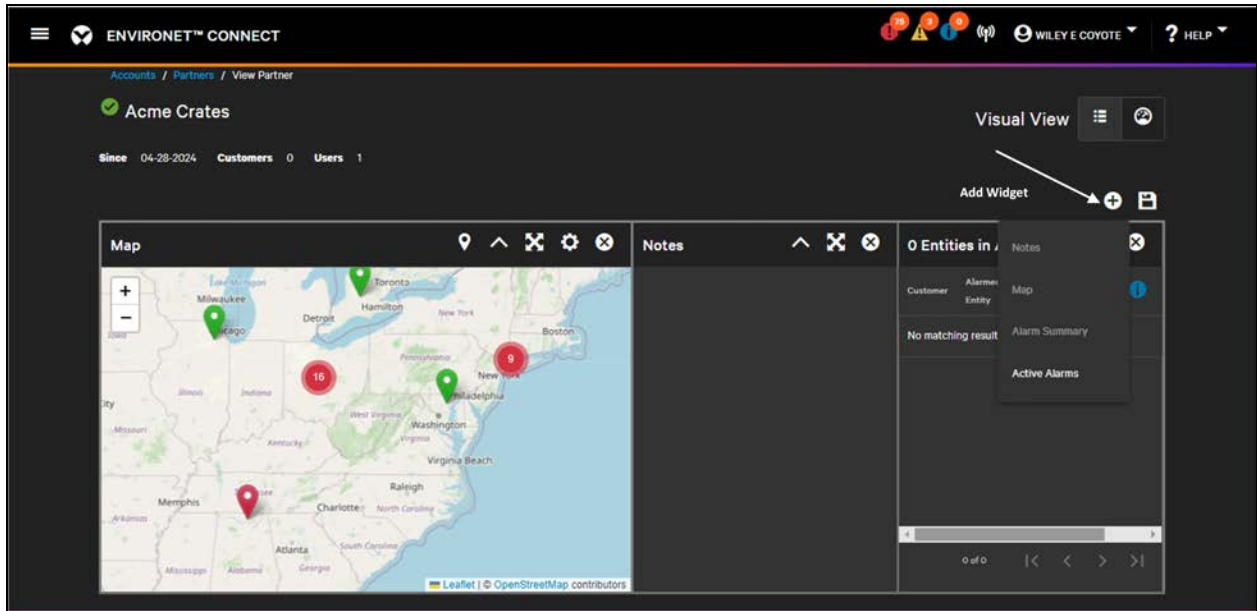 ENVIRONET™ CONNECT
75
3
0
WILEY E COYOTE
? HELP
Accounts / Partners / View Partner
Acme Crates
Visual View
Since 04-28-2024 Customers 0 Users 1
Add Widget
Map
Notes
0 Entities in
Notes
Map
Alarm Summary
Active Alarms
Customer
Entity
No matching result
0 of 0
+
−
Lake Michigan
Toronto
Milwaukee
Hamilton
New York
Detroit
Boston
Iowa
Pennsylvania
9
16
New
Illinois
Indiana
West Virginia
Washington
Missouri
Kentucky
Virginia
Virginia Beach
Raleigh
Memphis
Charlotte
North Carolina
Arkansas
Atlanta
South Carolina
Mississippi
Alabama
Georgia
Leaflet | © OpenStreetMap contributors